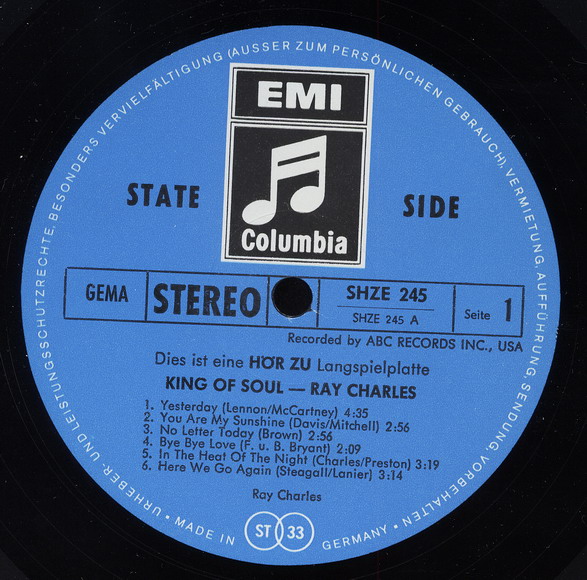 URHEBER- UND LEISTUNGSSCHUTZRECHTE, BESONDERS VERVIELFÄLTIGUNG (AUSSER ZUM PERSÖNLICHEN GEBRAUCH), VERMIETUNG, AUFFÜHRUNG, SENDUNG, VORBEHALTEN •
EMI
STATE SIDE
Columbia
GEMA STEREO SHZE 245 Seite 1
SHZE 245 A
Recorded by ABC RECORDS INC., USA
Dies ist eine HÖR ZU Langspielplatte
KING OF SOUL — RAY CHARLES
1. Yesterday (Lennon/McCartney) 4:35
2. You Are My Sunshine (Davis/Mitchell) 2:56
3. No Letter Today (Brown) 2:56
4. Bye Bye Love (F. u. B. Bryant) 2:09
5. In The Heat Of The Night (Charles/Preston) 3:19
6. Here We Go Again (Steagall/Lanier) 3:14
Ray Charles
ST 33
• MADE IN GERMANY •